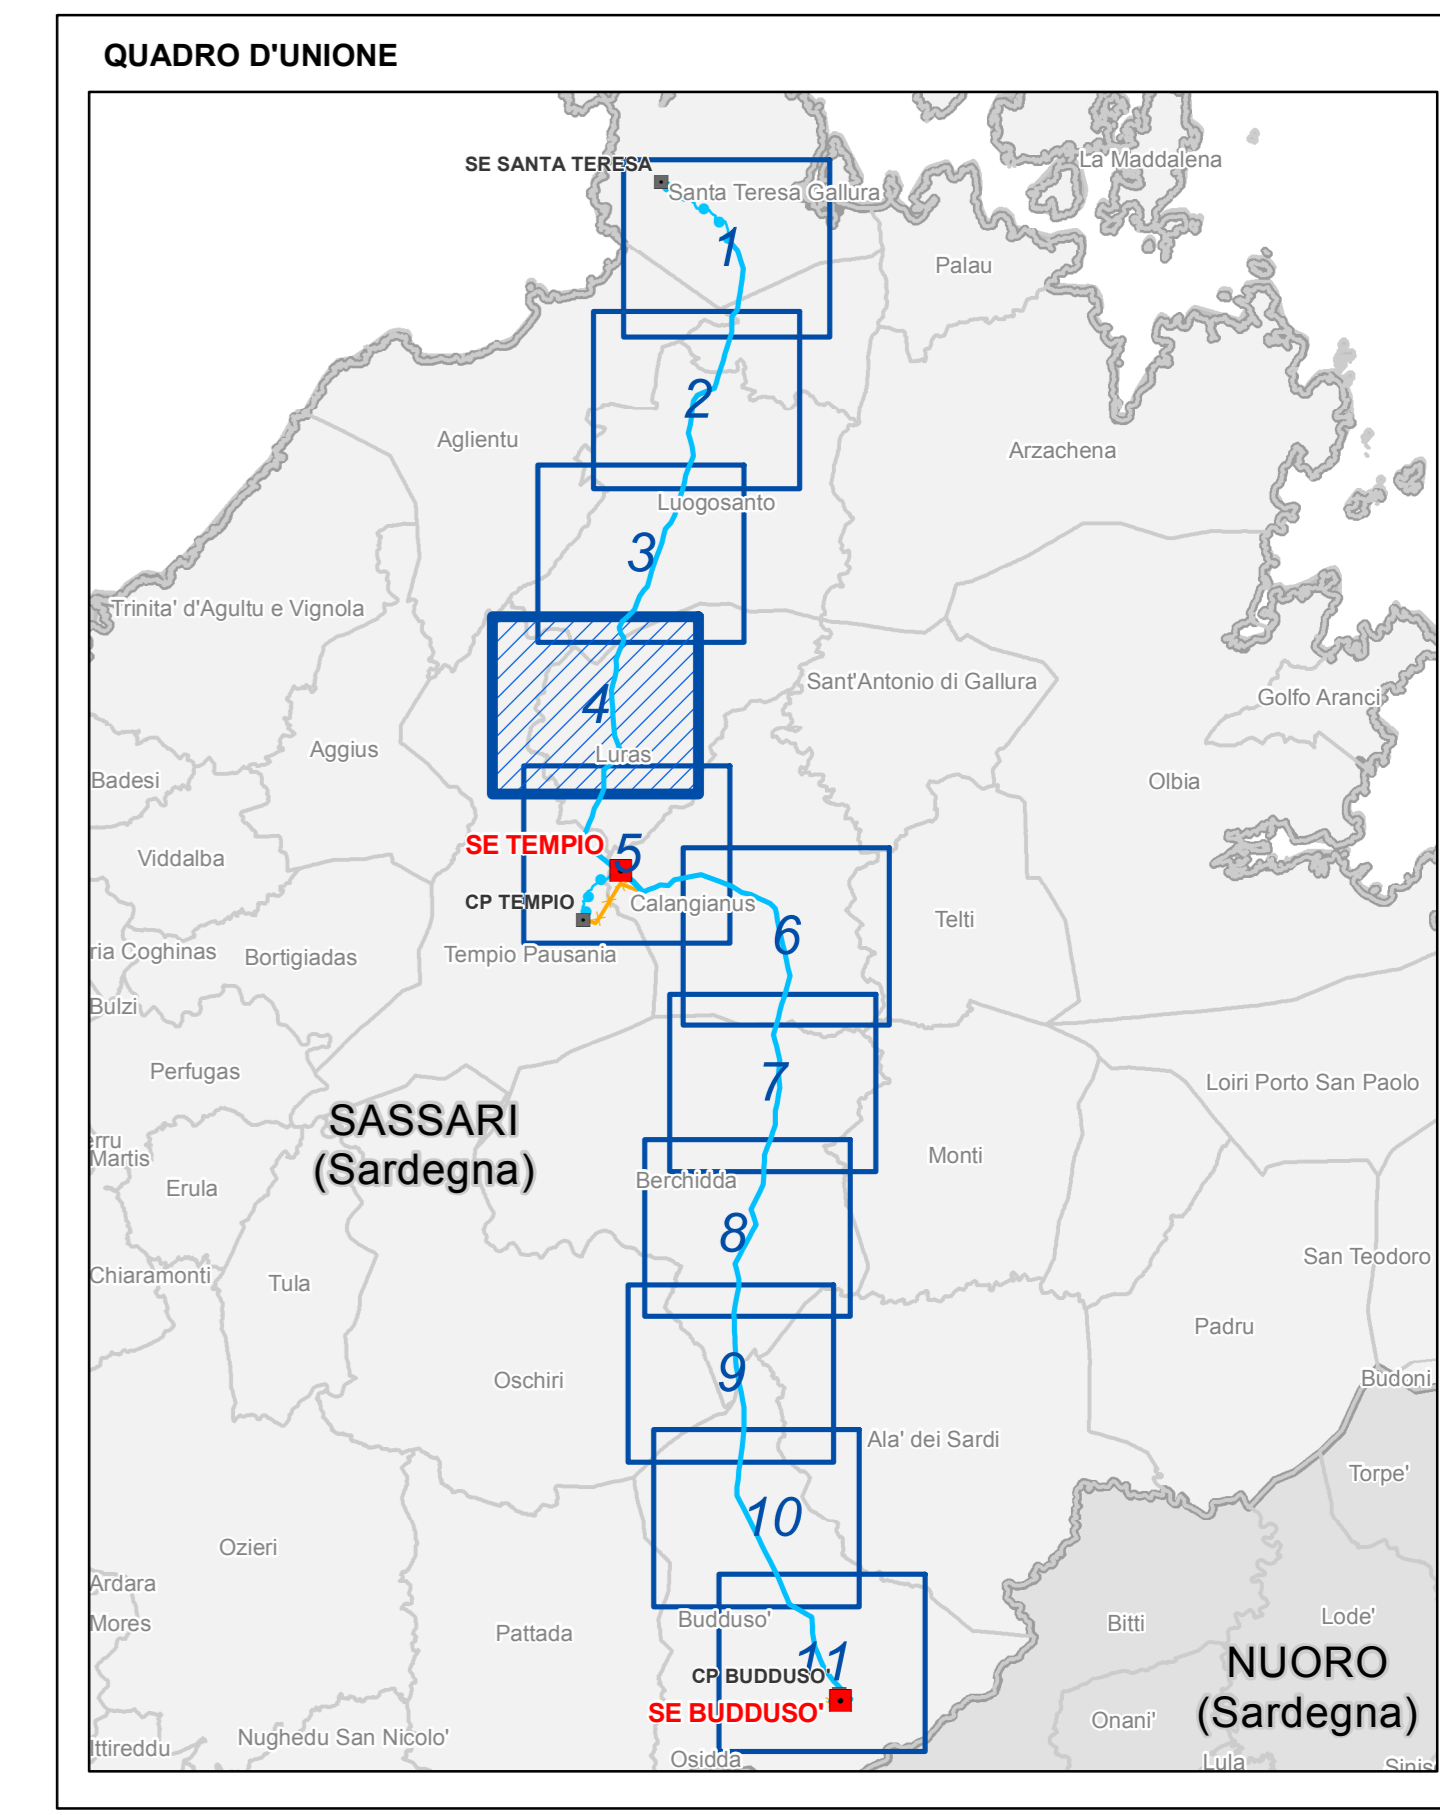 QUADRO D'UNIONE
La Maddalena
SE SANTA TERESA
Santa Teresa Gallura
1
Palau
2
Aglientu
Arzachena
Luogosanto
3
Trinita' d'Agultu e Vignola
Sant'Antonio di Gallura
Golfo Aranci
4
Aggius
Luras
Badesi
Olbia
SE TEMPIO
5
Viddalba
CP TEMPIO
Calangianus
Telti
6
ria Coghinas
Bortigiadas
Tempio Pausania
Bulzi
Perfugas
7
Loiri Porto San Paolo
SASSARI
(Sardegna)
erru
Martis
Monti
Erula
Berchidda
8
San Teodoro
Chiaramonti
Tula
Padru
9
Oschiri
Budoni
Ala' dei Sardi
Torpe'
10
Ozieri
Ardara
Mores
Budduso'
Bitti
Lode'
Pattada
11
CP BUDDUSO'
NUORO
(Sardegna)
SE BUDDUSO'
Onani'
Nughedu San Nicolo'
Ittireddu
Osidda
Lula
Sinis